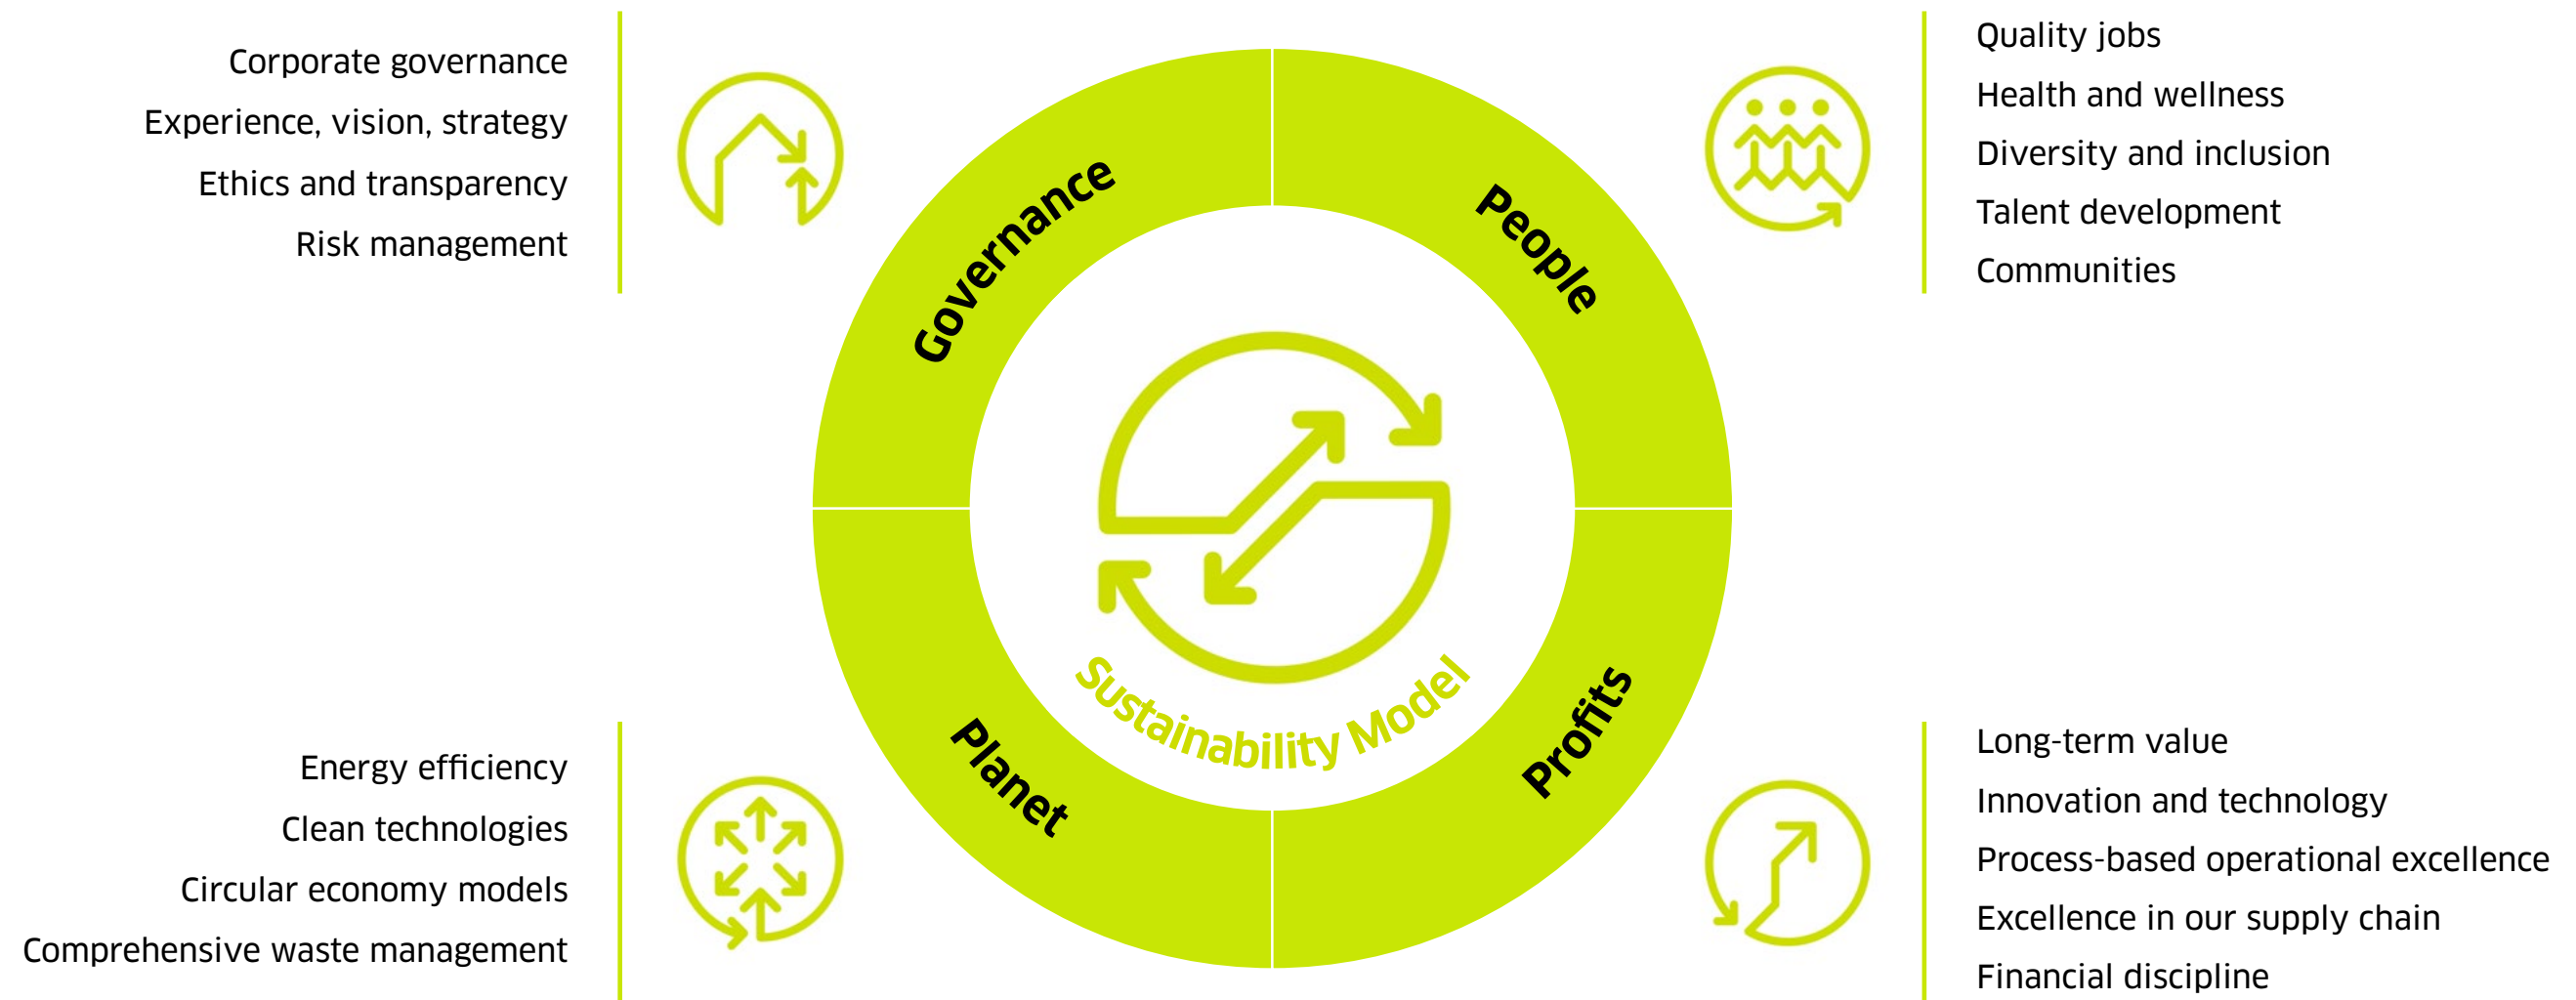 Corporate governance
Experience, vision, strategy
Ethics and transparency
Risk management
Quality jobs
Health and wellness
Diversity and inclusion
Talent development
Communities
Governance
People
Planet
Profits
Sustainability Model
Energy efficiency
Clean technologies
Circular economy models
Comprehensive waste management
Long-term value
Innovation and technology
Process-based operational excellence
Excellence in our supply chain
Financial discipline